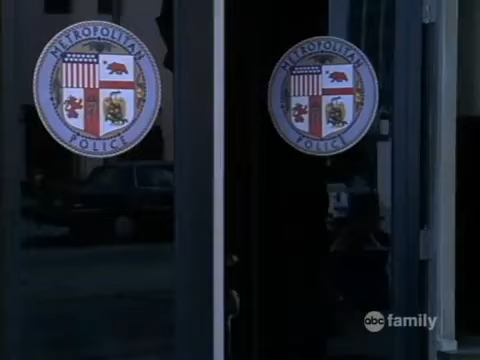 METROPOLITAN
POLICE
METROPOLITAN
POLICE
abc family